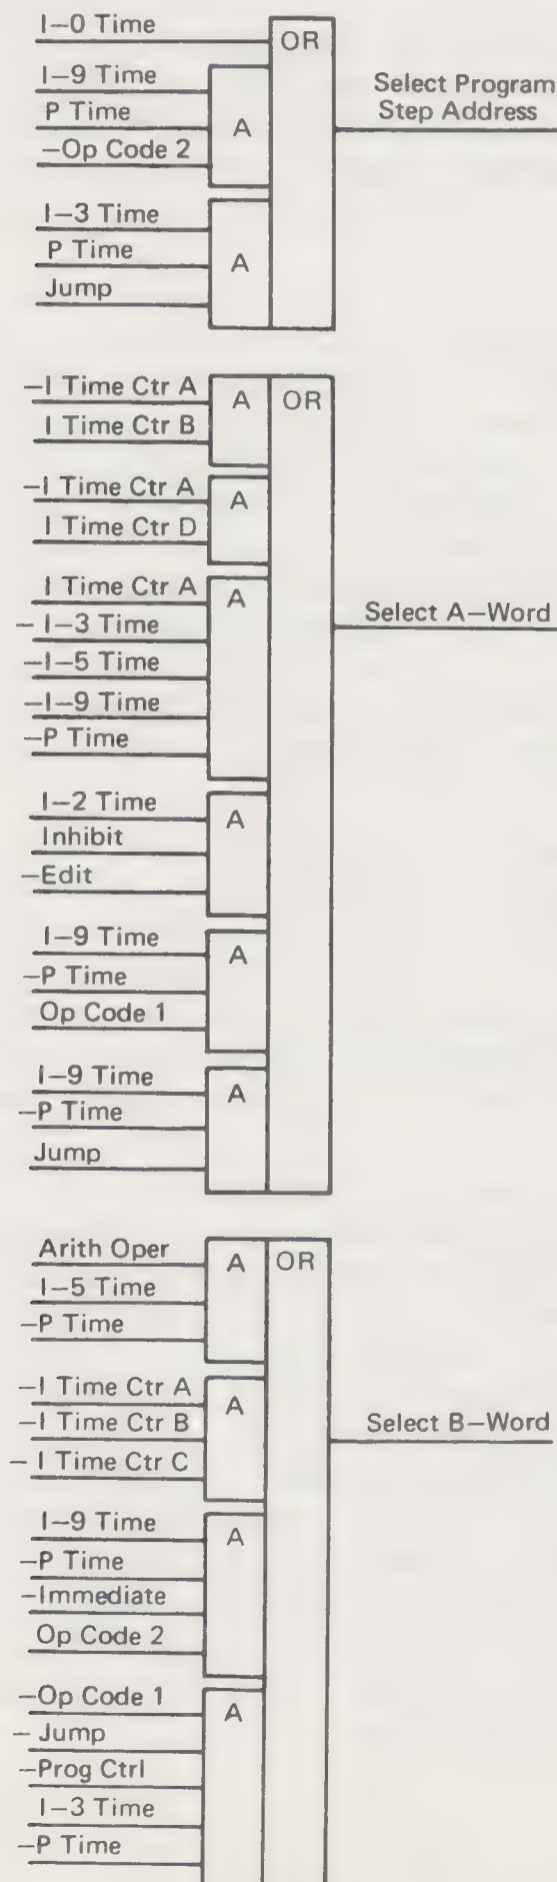 I–0 Time
OR
I–9 Time
P Time
–Op Code 2
A
Select Program
Step Address
I–3 Time
P Time
Jump
A
–I Time Ctr A
I Time Ctr B
A
OR
–I Time Ctr A
I Time Ctr D
A
I Time Ctr A
– I–3 Time
–I–5 Time
–I–9 Time
–P Time
A
Select A–Word
I–2 Time
Inhibit
–Edit
A
I–9 Time
–P Time
Op Code 1
A
I–9 Time
–P Time
Jump
A
Arith Oper
I–5 Time
–P Time
A
OR
–I Time Ctr A
–I Time Ctr B
– I Time Ctr C
A
Select B–Word
I–9 Time
–P Time
–Immediate
Op Code 2
A
–Op Code 1
– Jump
–Prog Ctrl
I–3 Time
–P Time
A